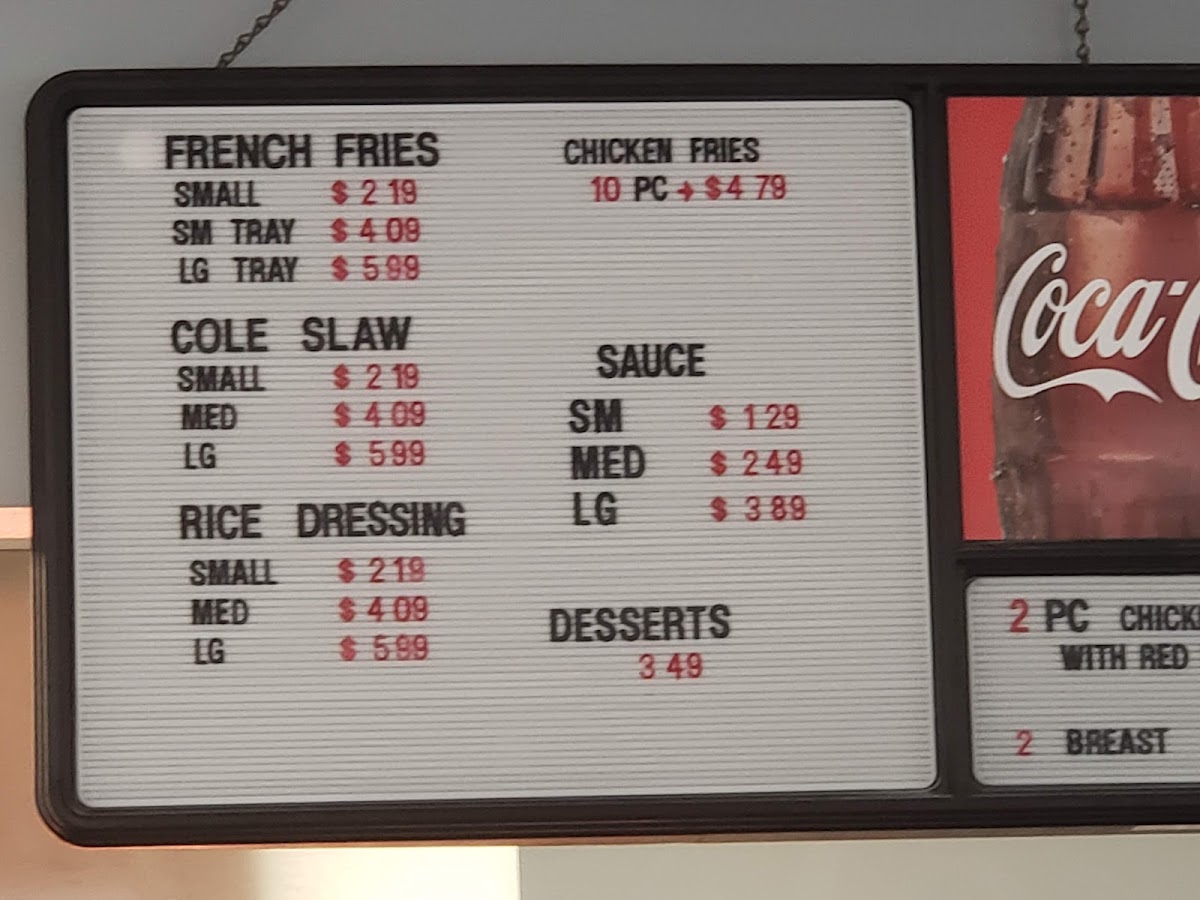 FRENCH FRIES
SMALL $ 2 19
SM TRAY $ 4 09
LG TRAY $ 5 99
COLE SLAW
SMALL $ 2 19
MED $ 4 09
LG $ 5 99
RICE DRESSING
SMALL $ 2 19
MED $ 4 09
LG $ 5 99
CHICKEN FRIES
10 PC → $4 79
SAUCE
SM $ 1 29
MED $ 2 49
LG $ 3 89
DESSERTS
3 49
Coca-C
2 PC CHICK
WITH RED
2 BREAST